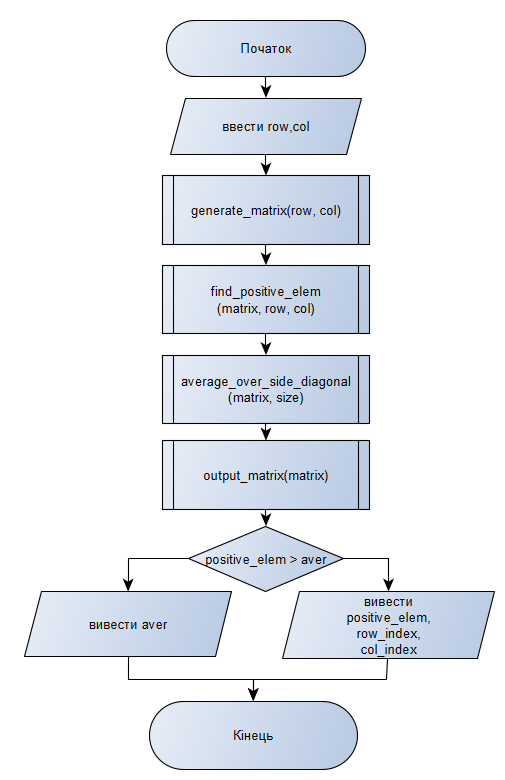 Початок
ввести row,col
generate_matrix(row, col)
find_positive_elem
(matrix, row, col)
average_over_side_diagonal
(matrix, size)
output_matrix(matrix)
positive_elem > aver
вивести aver
вивести
positive_elem,
row_index,
col_index
Кінець